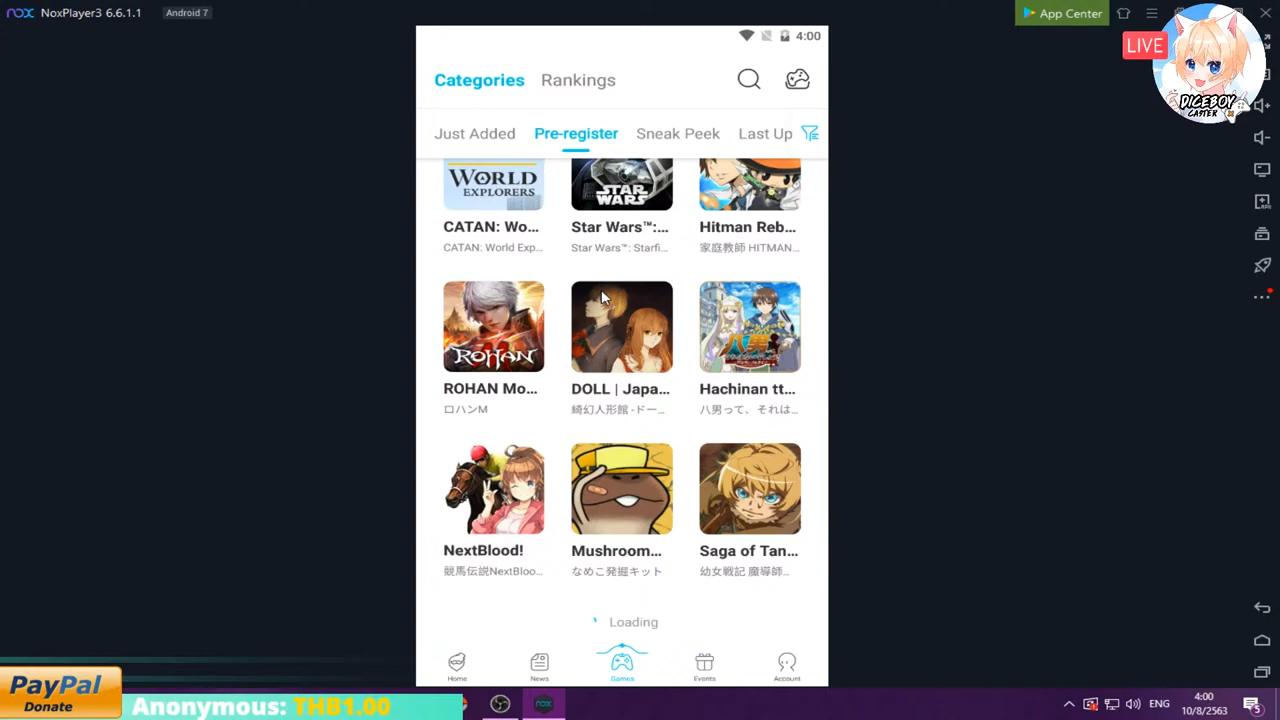 NoxPlayer3 6.6.1.1
Android 7
App Center
LIVE
DICEBOY
CASTER
4:00
Categories
Rankings
Just Added
Pre-register
Sneak Peek
Last Up
WORLD
EXPLORERS
STAR
WARS
CATAN: Wo...
Star Wars™:...
Hitman Reb...
CATAN: World Exp...
Star Wars™: Starfi...
家庭教師 HITMAN...
ROHAN
ROHAN Mo...
DOLL | Japa...
Hachinan tt...
ロハンM
綺幻人形館 -ドー...
八男って、それは...
NextBlood!
Mushroom...
Saga of Tan...
競馬伝説NextBloo...
なめこ発掘キット
幼女戦記 魔導師...
Loading
Home
News
Games
Events
Account
PayPal
Donate
Anonymous: THB1.00
nox
ENG
4:00
10/8/2563
5